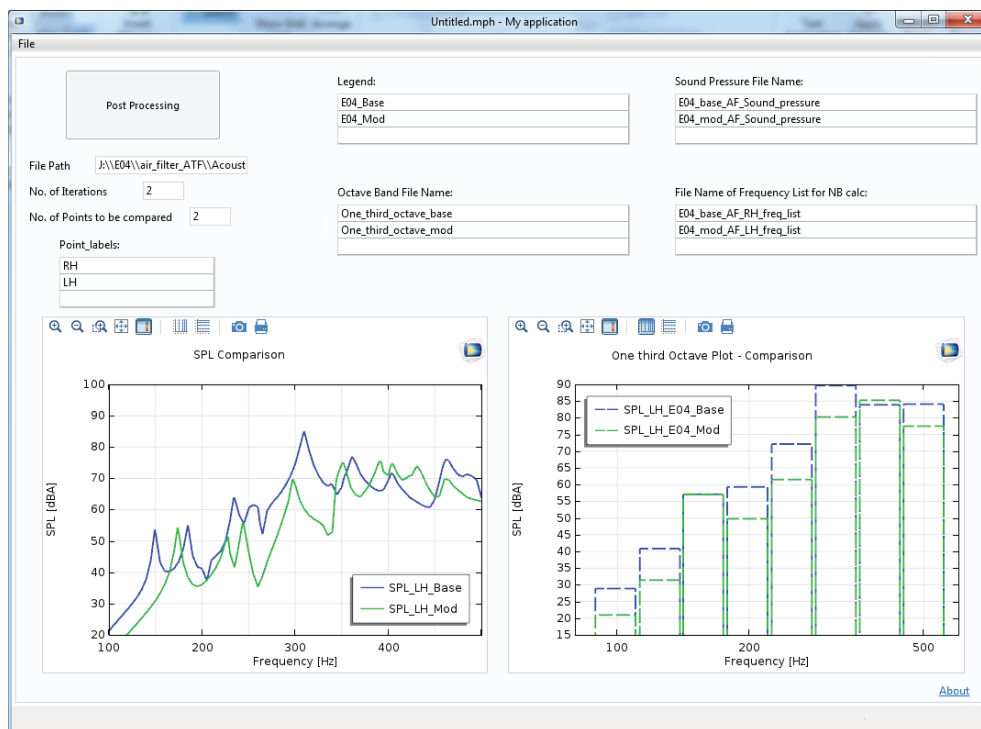 Untitled.mph - My application
File
Post Processing
Legend:
E04_Base
E04_Mod
Sound Pressure File Name:
E04_base_AF_Sound_pressure
E04_mod_AF_Sound_pressure
File Path J:\\E04\\air_filter_ATF\\Acoust
No. of Iterations 2
No. of Points to be compared 2
Point_labels:
RH
LH
Octave Band File Name:
One_third_octave_base
One_third_octave_mod
File Name of Frequency List for NB calc:
E04_base_AF_RH_freq_list
E04_mod_AF_LH_freq_list
SPL Comparison
100
90
80
70
60
50
40
30
20
SPL [dBA]
100 200 300 400
Frequency [Hz]
SPL_LH_Base
SPL_LH_Mod
One third Octave Plot - Comparison
90
85
80
75
70
65
60
55
50
45
40
35
30
25
20
15
SPL [dBA]
100 200 500
Frequency [Hz]
SPL_LH_E04_Base
SPL_LH_E04_Mod
About